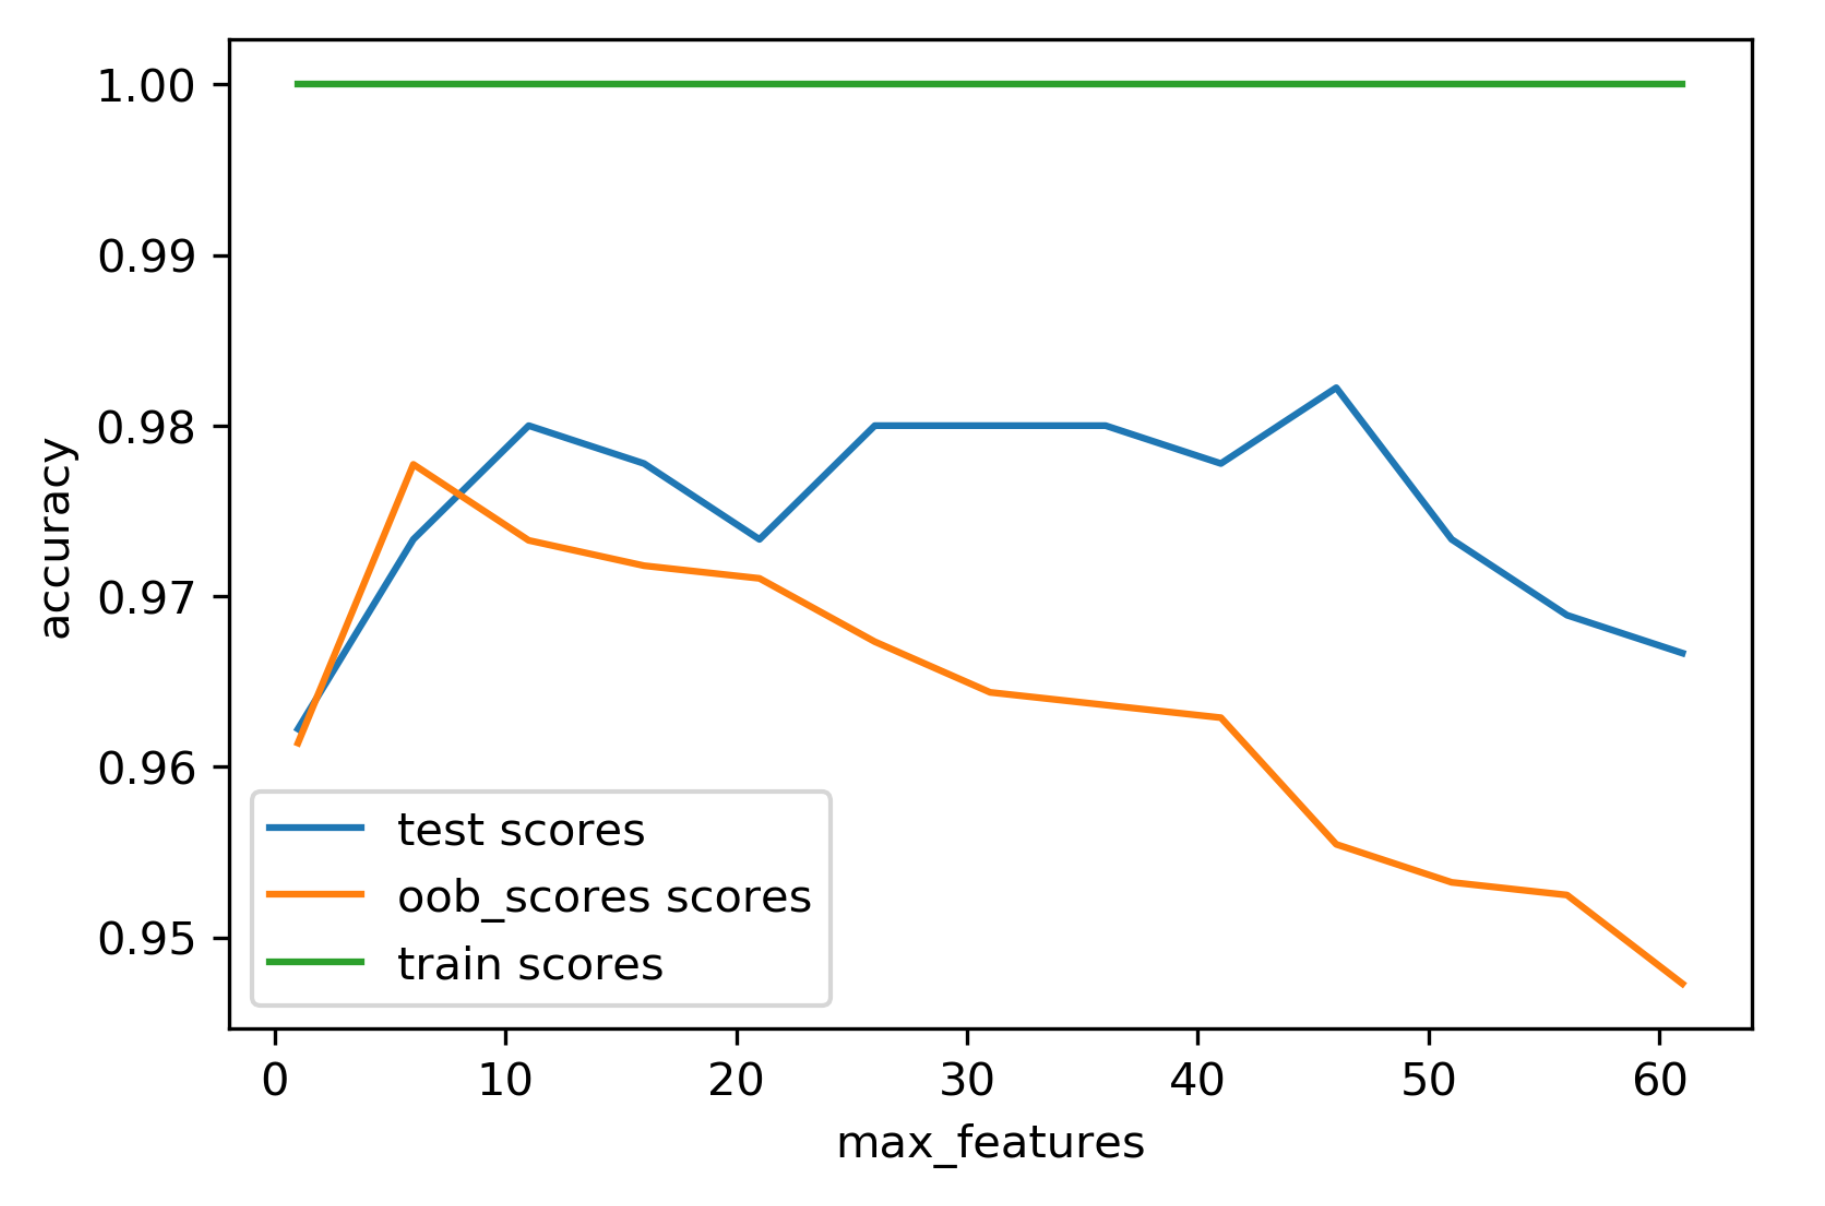 1.00
0.99
0.98
0.97
0.96
0.95
accuracy
test scores
oob_scores scores
train scores
0 10 20 30 40 50 60
max_features